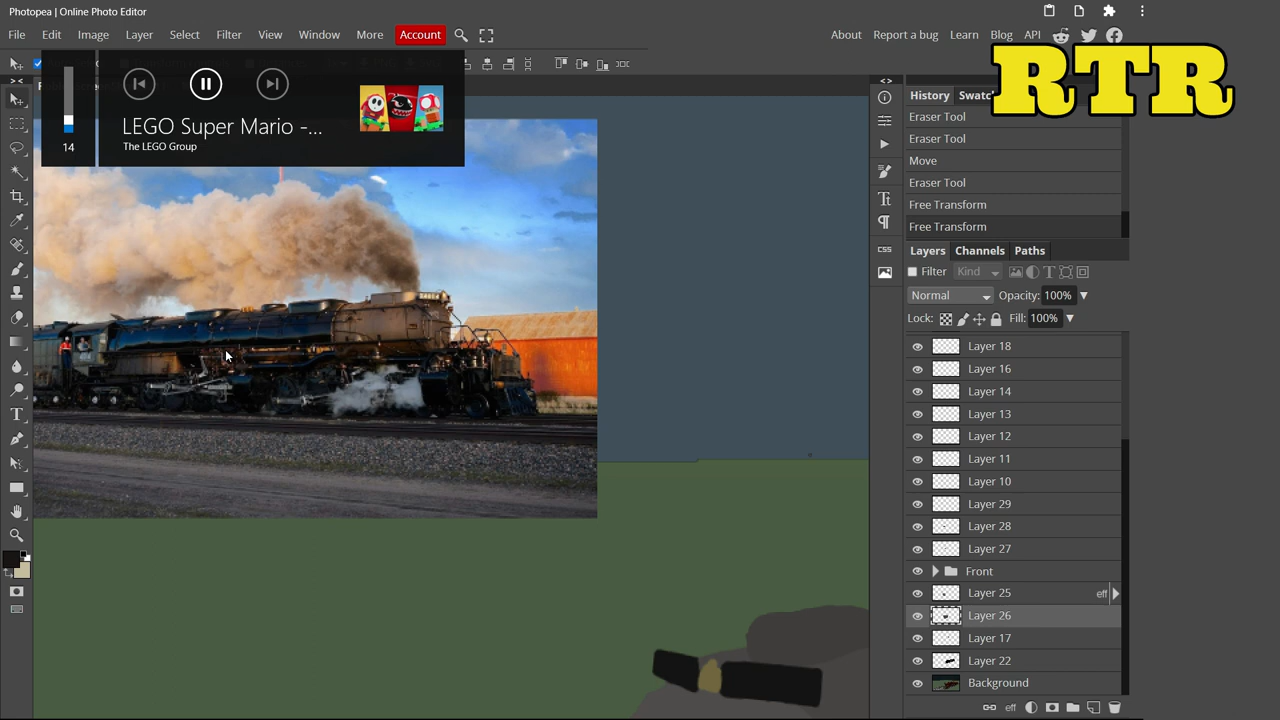 Photopea | Online Photo Editor
File Edit Image Layer Select Filter View Window More Account
About Report a bug Learn Blog API
RTR
LEGO Super Mario -...
The LEGO Group
14
History Swatc
Eraser Tool
Eraser Tool
Move
Eraser Tool
Free Transform
Free Transform
Layers Channels Paths
Filter Kind
Normal Opacity: 100%
Lock: Fill: 100%
Layer 18
Layer 16
Layer 14
Layer 13
Layer 12
Layer 11
Layer 10
Layer 29
Layer 28
Layer 27
Front
Layer 25 eff
Layer 26
Layer 17
Layer 22
Background
eff
CSS